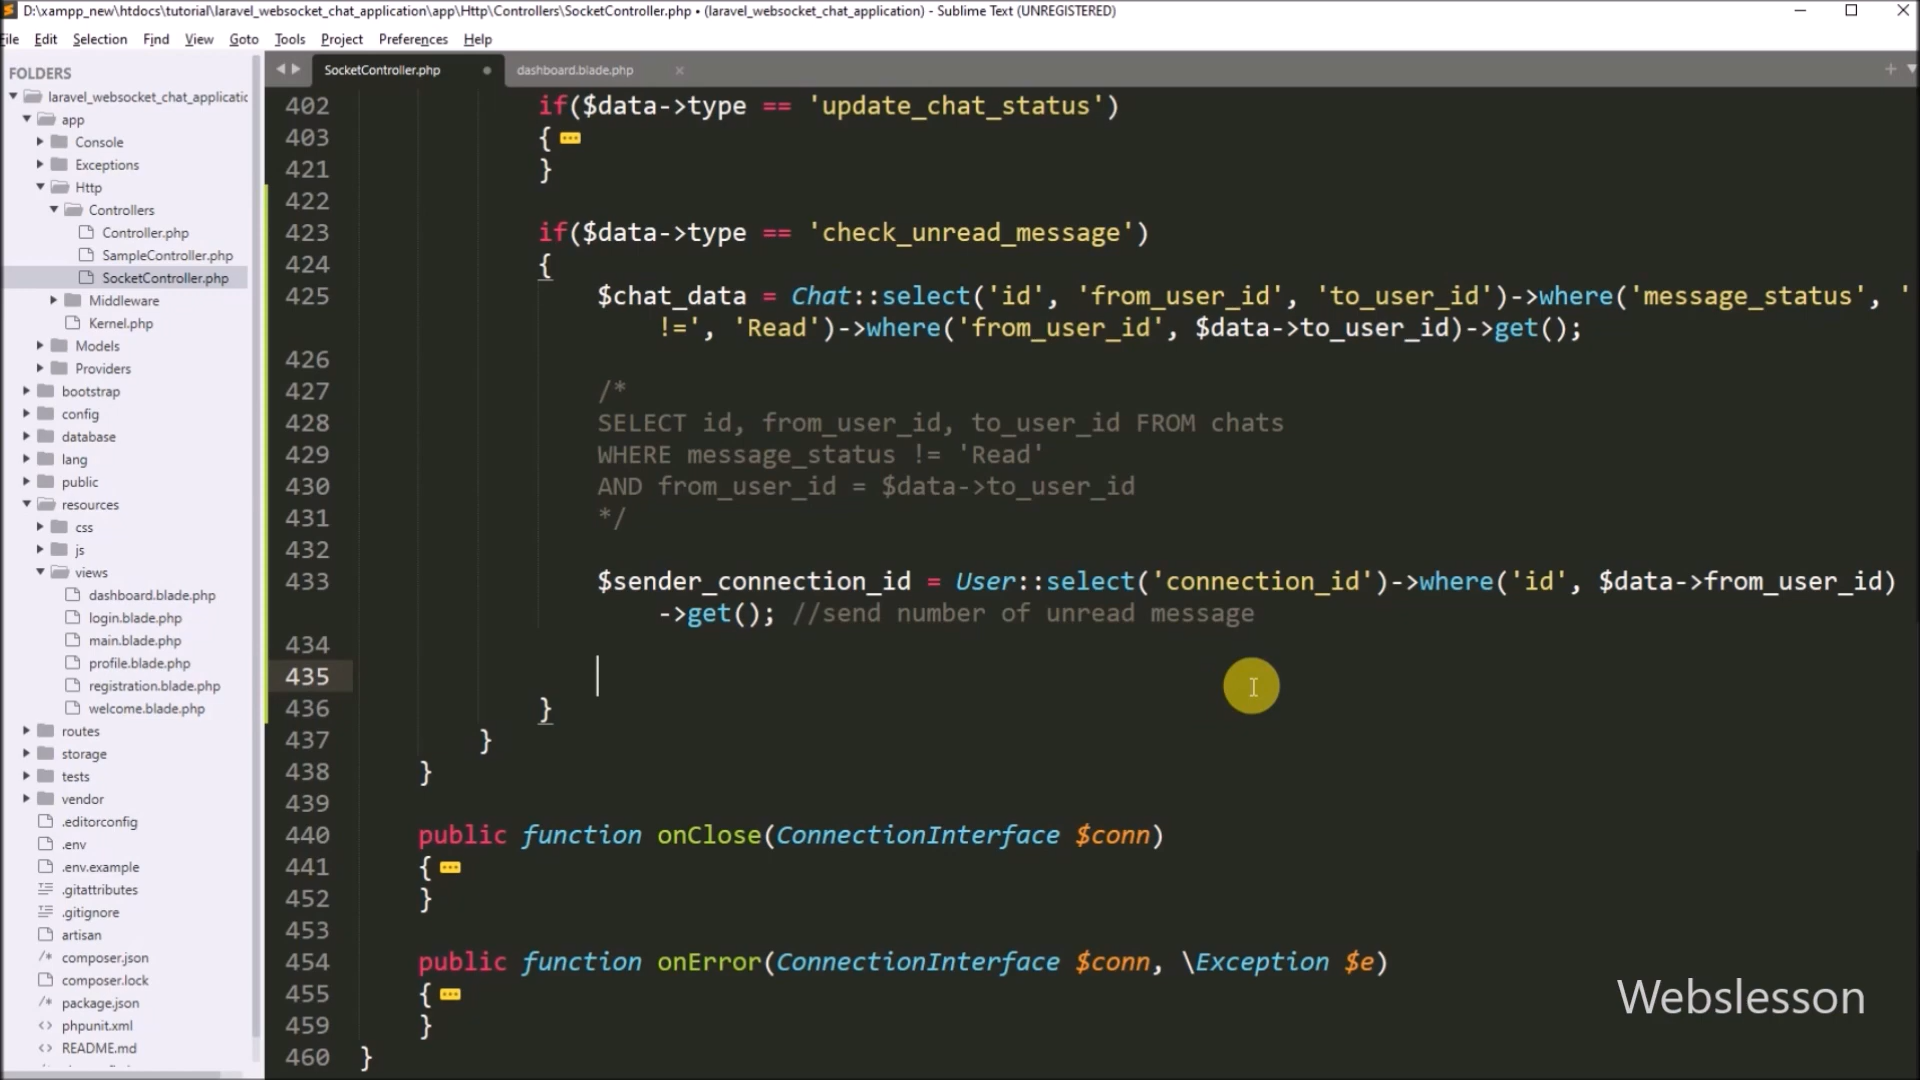 D:\xampp_new\htdocs\tutorial\laravel_websocket_chat_application\app\Http\Controllers\SocketController.php • (laravel_websocket_chat_application) - Sublime Text (UNREGISTERED)
File Edit Selection Find View Goto Tools Project Preferences Help
FOLDERS
laravel_websocket_chat_applicatic
app
Console
Exceptions
Http
Controllers
Controller.php
SampleController.php
SocketController.php
Middleware
Kernel.php
Models
Providers
bootstrap
config
database
lang
public
resources
css
js
views
dashboard.blade.php
login.blade.php
main.blade.php
profile.blade.php
registration.blade.php
welcome.blade.php
routes
storage
tests
vendor
.editorconfig
.env
.env.example
.gitattributes
.gitignore
artisan
composer.json
composer.lock
package.json
phpunit.xml
README.md
SocketController.php dashboard.blade.php
402 if($data->type == 'update_chat_status')
403 {
421 }
422
423 if($data->type == 'check_unread_message')
424 {
425 $chat_data = Chat::select('id', 'from_user_id', 'to_user_id')->where('message_status', '
!=', 'Read')->where('from_user_id', $data->to_user_id)->get();
426
427 /*
428 SELECT id, from_user_id, to_user_id FROM chats
429 WHERE message_status != 'Read'
430 AND from_user_id = $data->to_user_id
431 */
432
433 $sender_connection_id = User::select('connection_id')->where('id', $data->from_user_id)
->get(); //send number of unread message
434
435
436 }
437 }
438 }
439
440 public function onClose(ConnectionInterface $conn)
441 {
452 }
453
454 public function onError(ConnectionInterface $conn, \Exception $e)
455 {
459 }
460 }
Webslesson